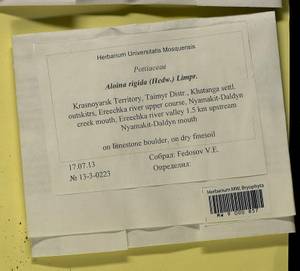 Herbarium Universitatis Mosquensis
Pottiaceae
Aloina rigida (Hedw.) Limpr.
Krasnoyarsk Territory, Taimyr Distr., Khatanga settl.
outskitrs, Ereechka river upper course, Nyamakit-Daldyn
creek mouth, Ereechka river valley 1.5 km upstream
Nyamakit-Daldyn mouth
on limestone boulder, on dry finesoil
17.07.13
Собрал: Fedosov V.E.
№ 13-3-0223
Определил:
Herbarium MW, Bryophyta